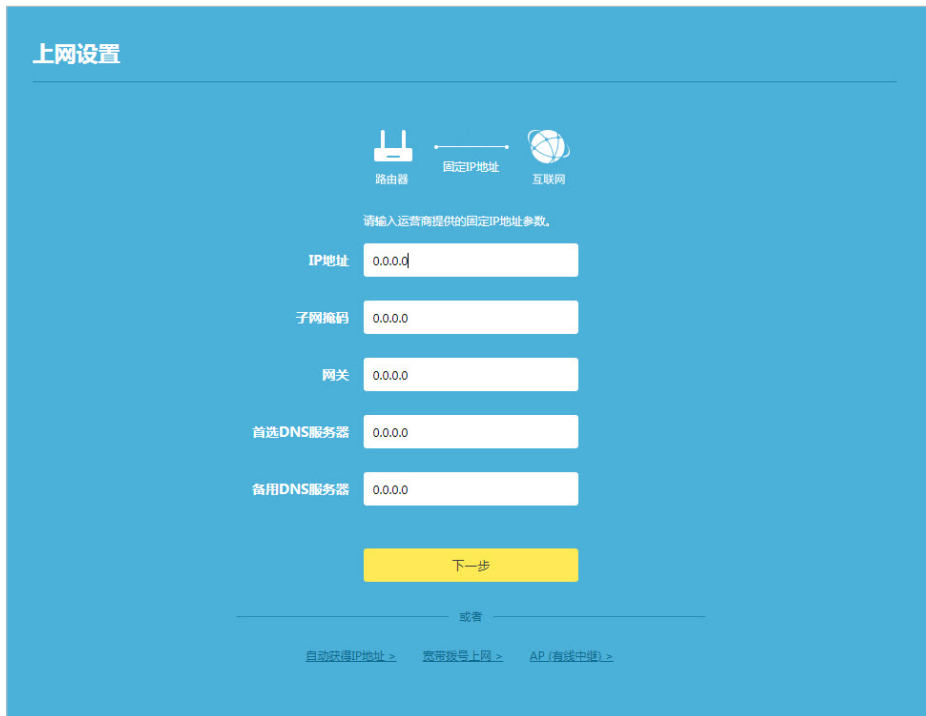 上网设置
固定IP地址
路由器
互联网
请输入运营商提供的固定IP地址参数。
IP地址 0.0.0.0
子网掩码 0.0.0.0
网关 0.0.0.0
首选DNS服务器 0.0.0.0
备用DNS服务器 0.0.0.0
下一步
或者
自动获得IP地址 > 宽带拨号上网 > AP (有线中继) >